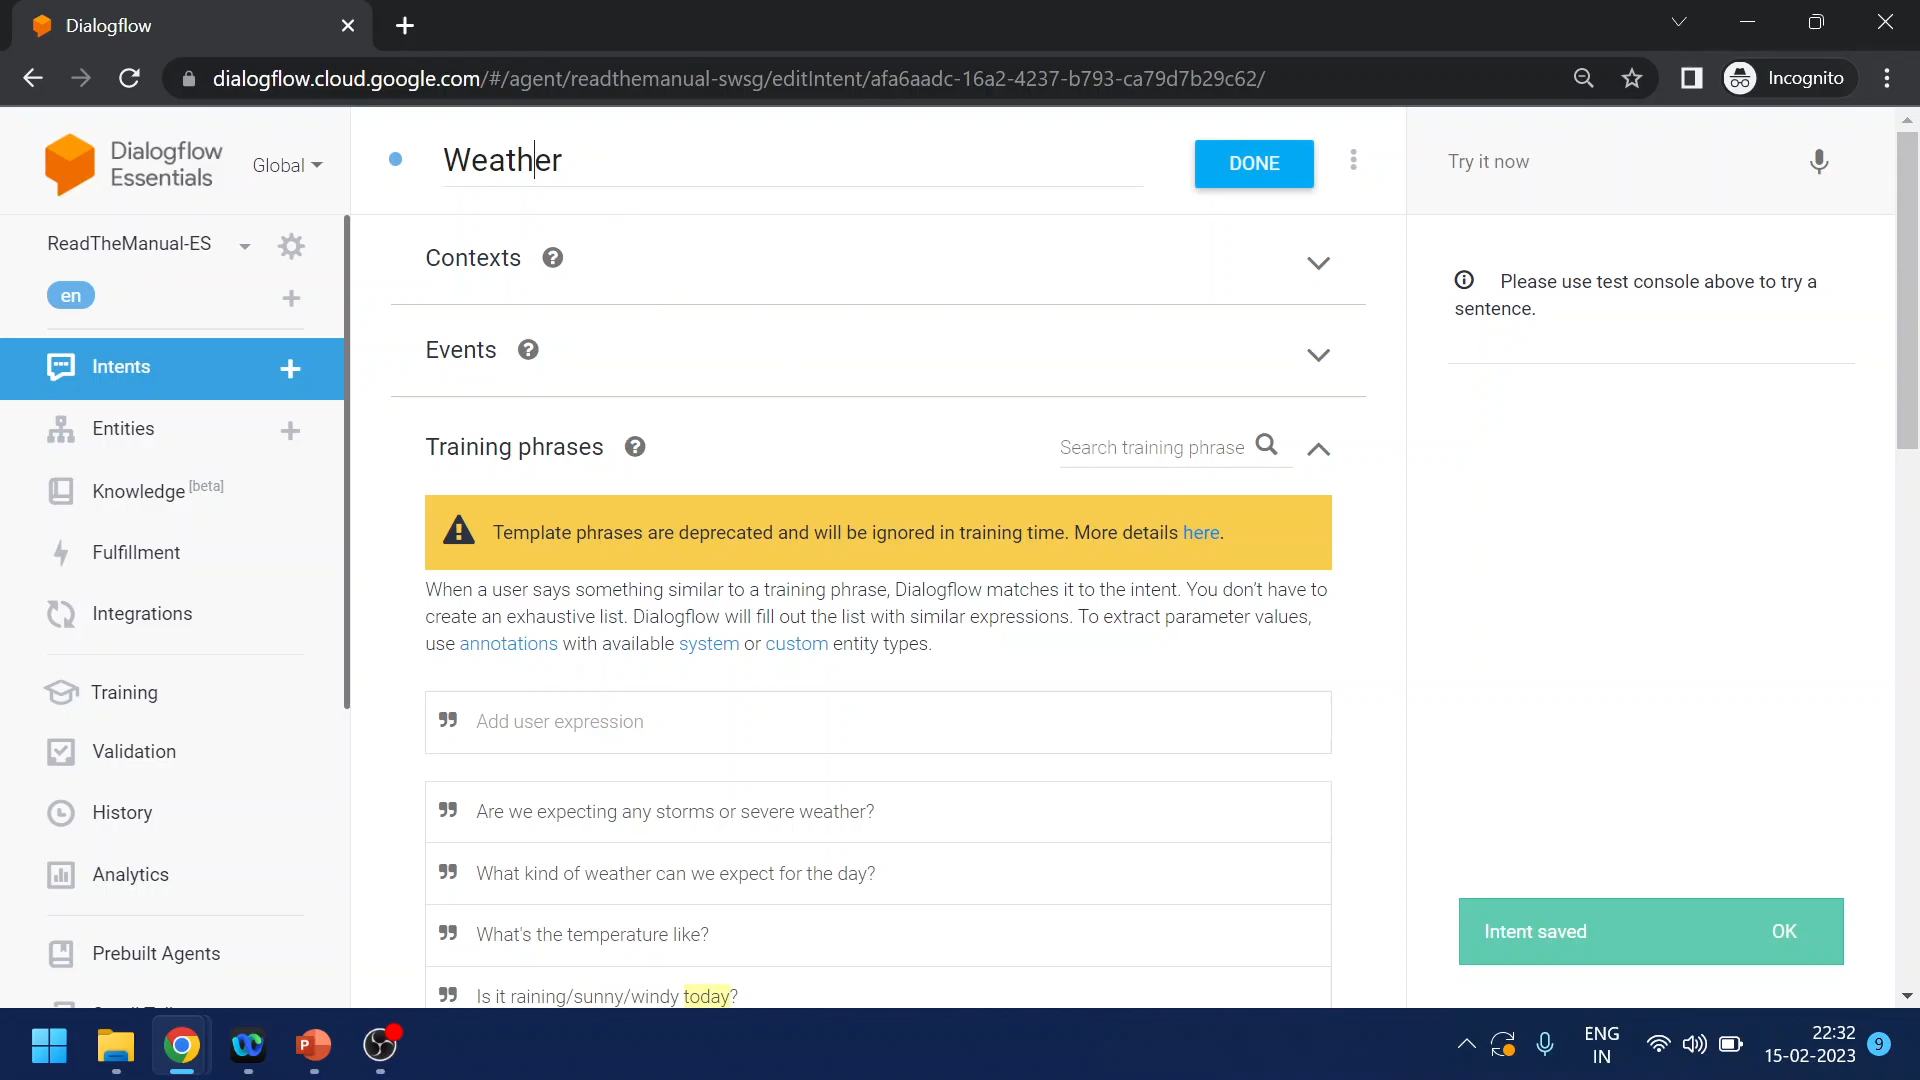 Dialogflow
dialogflow.cloud.google.com/#/agent/readthemanual-swsg/editIntent/afa6aadc-16a2-4237-b793-ca79d7b29c62/
Incognito
Dialogflow
Essentials
Global
Weather
DONE
Try it now
ReadTheManual-ES
en
Intents
Entities
Knowledge [beta]
Fulfillment
Integrations
Training
Validation
History
Analytics
Prebuilt Agents
Contexts
Events
Training phrases
Search training phrase
Template phrases are deprecated and will be ignored in training time. More details here.
When a user says something similar to a training phrase, Dialogflow matches it to the intent. You don't have to
create an exhaustive list. Dialogflow will fill out the list with similar expressions. To extract parameter values,
use annotations with available system or custom entity types.
Add user expression
Are we expecting any storms or severe weather?
What kind of weather can we expect for the day?
What's the temperature like?
Is it raining/sunny/windy today?
Please use test console above to try a
sentence.
Intent saved
OK
ENG
IN
22:32
15-02-2023
9